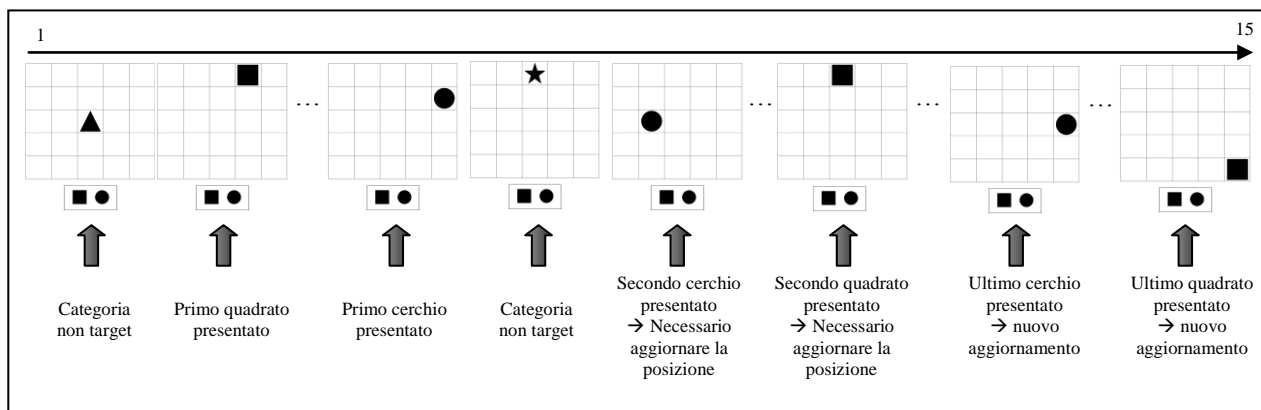 1
15
...
...
...
...
Categoria
non target
Primo quadrato
presentato
Primo cerchio
presentato
Categoria
non target
Secondo cerchio
presentato
→ Necessario
aggiornare la
posizione
Secondo quadrato
presentato
→ Necessario
aggiornare la
posizione
Ultimo cerchio
presentato
→ nuovo
aggiornamento
Ultimo quadrato
presentato
→ nuovo
aggiornamento